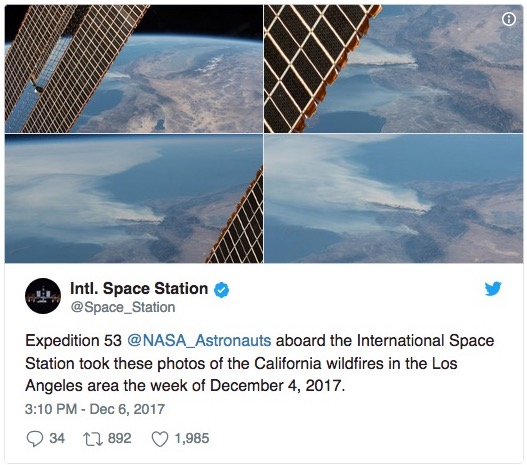 Intl. Space Station
@Space_Station
Expedition 53 @NASA_Astronauts aboard the International Space
Station took these photos of the California wildfires in the Los
Angeles area the week of December 4, 2017.
3:10 PM - Dec 6, 2017
34 892 1,985